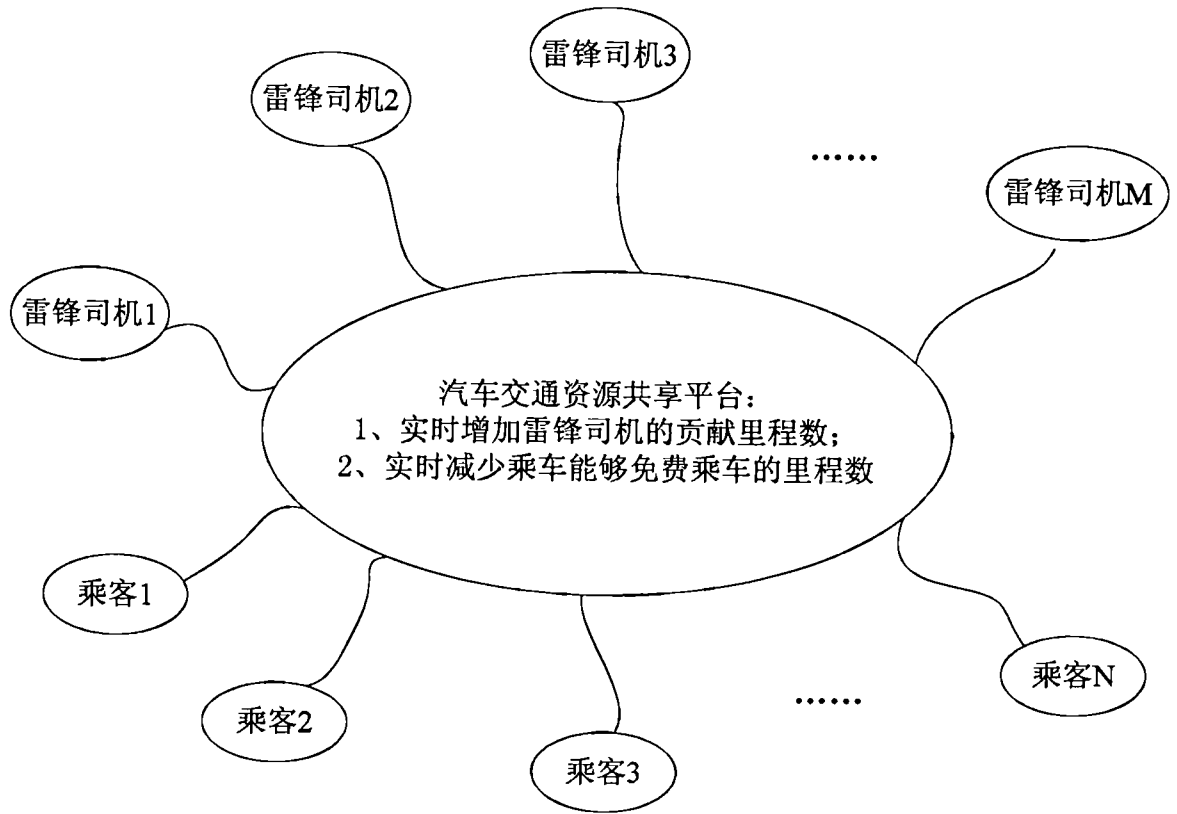 雷锋司机3
雷锋司机2
……
雷锋司机M
雷锋司机1
汽车交通资源共享平台:
1、实时增加雷锋司机的贡献里程数;
2、实时减少乘车能够免费乘车的里程数
乘客1
乘客N
乘客2
……
乘客3